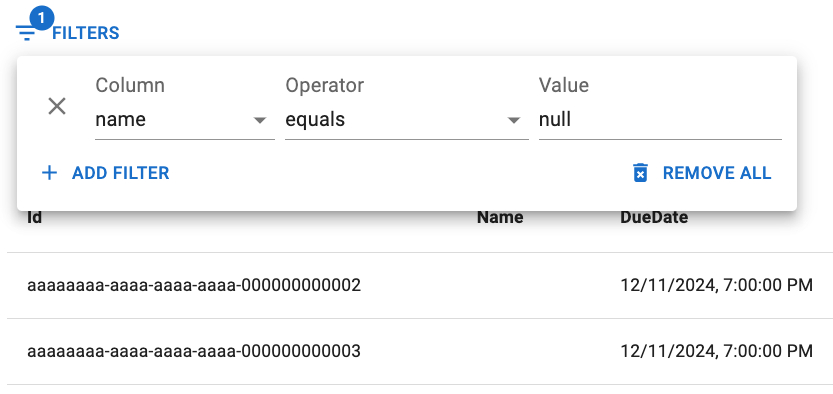 1
FILTERS
Column Operator Value
name equals null
ADD FILTER REMOVE ALL
Id Name DueDate
aaaaaaaa-aaaa-aaaa-aaaa-000000000002 12/11/2024, 7:00:00 PM
aaaaaaaa-aaaa-aaaa-aaaa-000000000003 12/11/2024, 7:00:00 PM